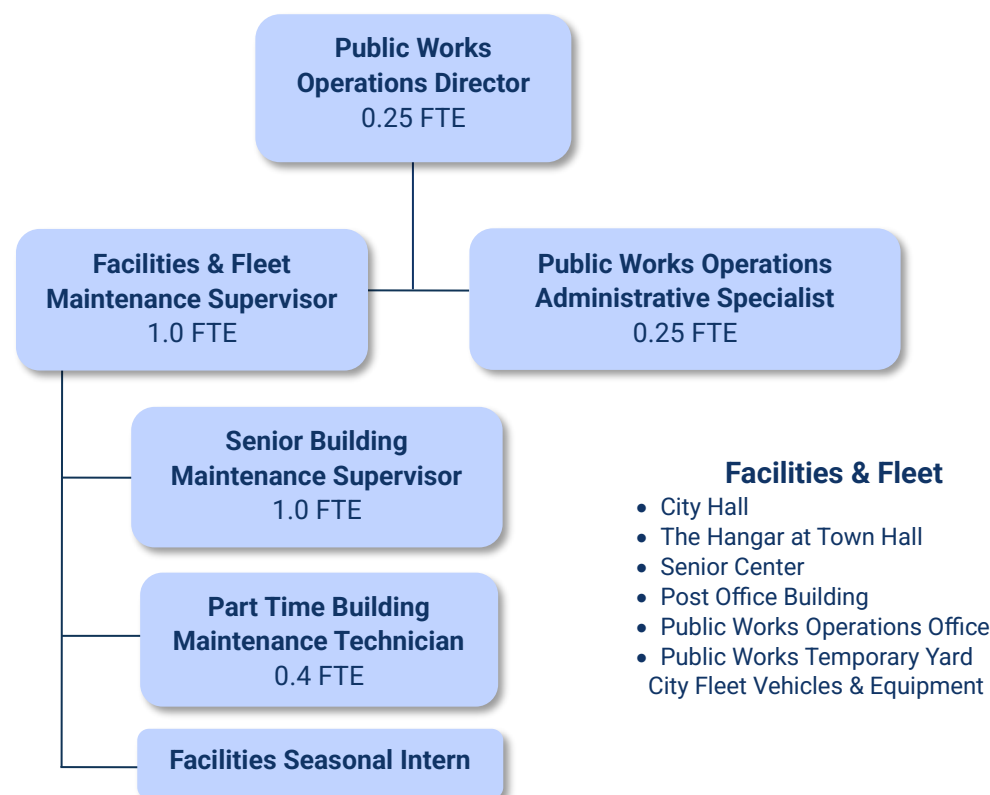 Public Works
Operations Director
0.25 FTE
Facilities & Fleet
Maintenance Supervisor
1.0 FTE
Public Works Operations
Administrative Specialist
0.25 FTE
Senior Building
Maintenance Supervisor
1.0 FTE
Part Time Building
Maintenance Technician
0.4 FTE
Facilities Seasonal Intern
Facilities & Fleet
• City Hall
• The Hangar at Town Hall
• Senior Center
• Post Office Building
• Public Works Operations Office
• Public Works Temporary Yard
City Fleet Vehicles & Equipment